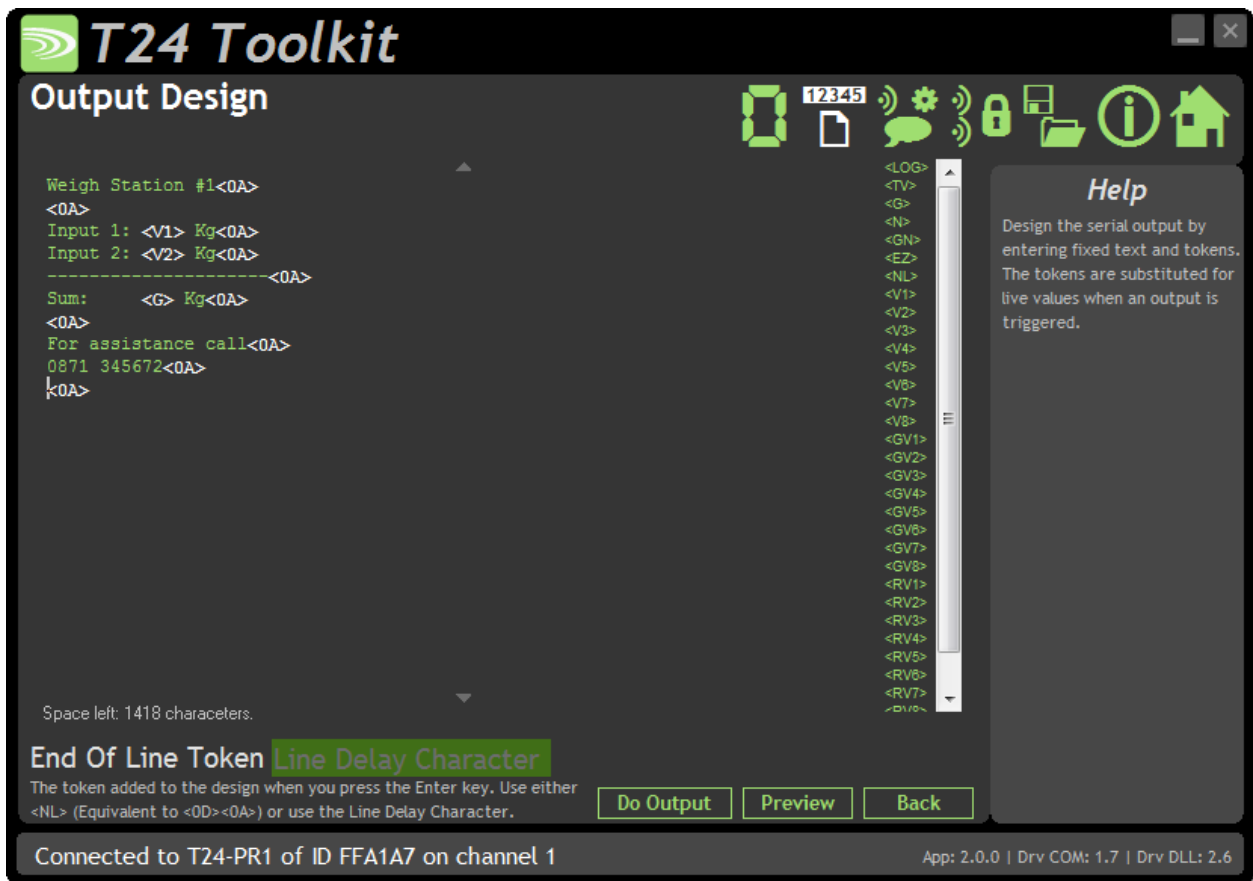 T24 Toolkit
Output Design
12345
Weigh Station #1<0A>
<0A>
Input 1: <V1> Kg<0A>
Input 2: <V2> Kg<0A>
---------------------<0A>
Sum:     <G> Kg<0A>
<0A>
For assistance call<0A>
0871 345672<0A>
<0A>
<LOG>
<TV>
<G>
<N>
<GN>
<EZ>
<NL>
<V1>
<V2>
<V3>
<V4>
<V5>
<V6>
<V7>
<V8>
<GV1>
<GV2>
<GV3>
<GV4>
<GV5>
<GV6>
<GV7>
<GV8>
<RV1>
<RV2>
<RV3>
<RV4>
<RV5>
<RV6>
<RV7>
<RV8>
Help
Design the serial output by
entering fixed text and tokens.
The tokens are substituted for
live values when an output is
triggered.
Space left: 1418 characeters.
End Of Line Token Line Delay Character
The token added to the design when you press the Enter key. Use either
<NL> (Equivalent to <0D><0A>) or use the Line Delay Character.
Do Output
Preview
Back
Connected to T24-PR1 of ID FFA1A7 on channel 1
App: 2.0.0 | Drv COM: 1.7 | Drv DLL: 2.6